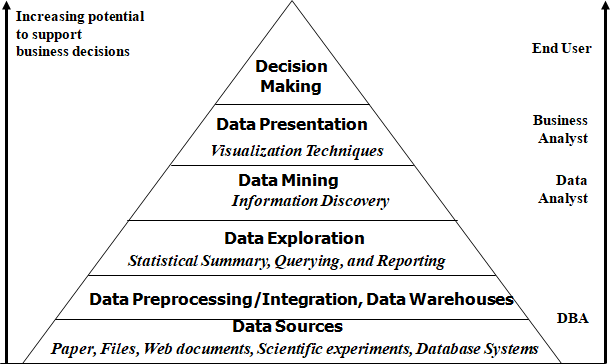 Increasing potential
to support
business decisions
End User
Decision
Making
Business
Analyst
Data Presentation
Visualization Techniques
Data Mining
Information Discovery
Data
Analyst
Data Exploration
Statistical Summary, Querying, and Reporting
Data Preprocessing/Integration, Data Warehouses
DBA
Data Sources
Paper, Files, Web documents, Scientific experiments, Database Systems